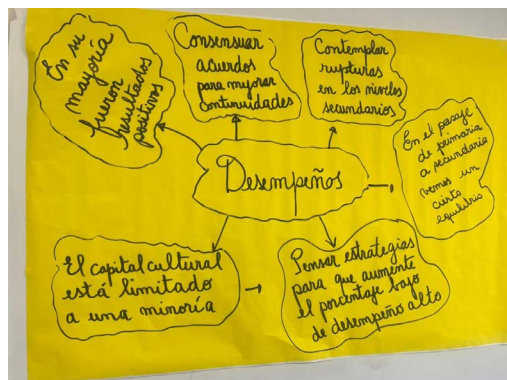 En su
mayoría
fueron
resultados
positivos
Consensuar
acuerdos
para mejorar
continuidades
Contemplar
rupturas
en los niveles
secundarios
En el pasaje
de primaria
a secundaria
vemos un
cierto
equilibrio
Desempeños
El capital cultural
está limitado
a una minoría
Pensar estrategias
para que aumente
el porcentaje bajo
de desempeño alto